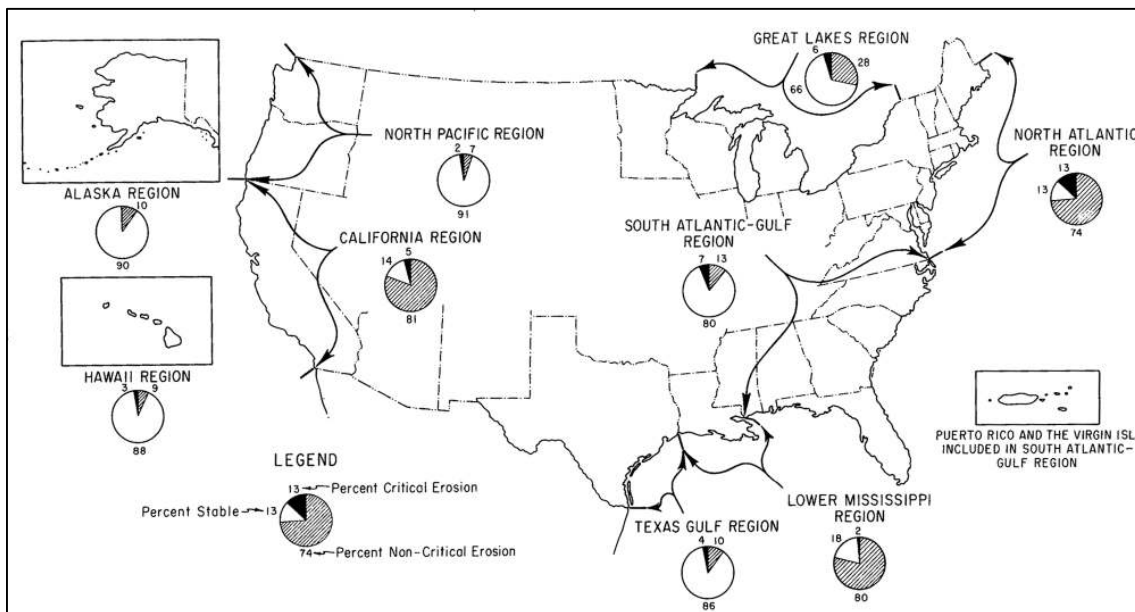 GREAT LAKES REGION
6
28
66
NORTH PACIFIC REGION
2
7
91
NORTH ATLANTIC
REGION
13
13
74
ALASKA REGION
10
90
CALIFORNIA REGION
5
14
81
SOUTH ATLANTIC-GULF
REGION
7
13
80
HAWAII REGION
3
9
88
PUERTO RICO AND THE VIRGIN ISL
INCLUDED IN SOUTH ATLANTIC-
GULF REGION
LEGEND
13 Percent Critical Erosion
Percent Stable 13
74 Percent Non-Critical Erosion
TEXAS GULF REGION
4
10
86
LOWER MISSISSIPPI
REGION
2
18
80